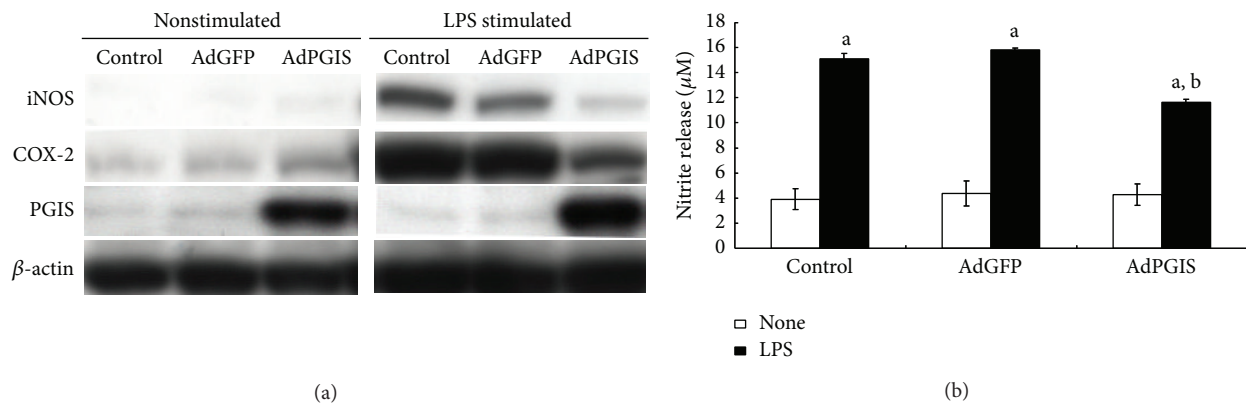 Nonstimulated LPS stimulated
Control AdGFP AdPGIS Control AdGFP AdPGIS
iNOS
COX-2
PGIS
β-actin
(a)
Nitrite release (μM)
18
16
14
12
10
8
6
4
2
0
a
a
a, b
Control AdGFP AdPGIS
None
LPS
(b)